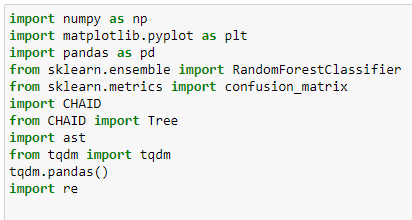 import numpy as np
import matplotlib.pyplot as plt
import pandas as pd
from sklearn.ensemble import RandomForestClassifier
from sklearn.metrics import confusion_matrix
import CHAID
from CHAID import Tree
import ast
from tqdm import tqdm
tqdm.pandas()
import re